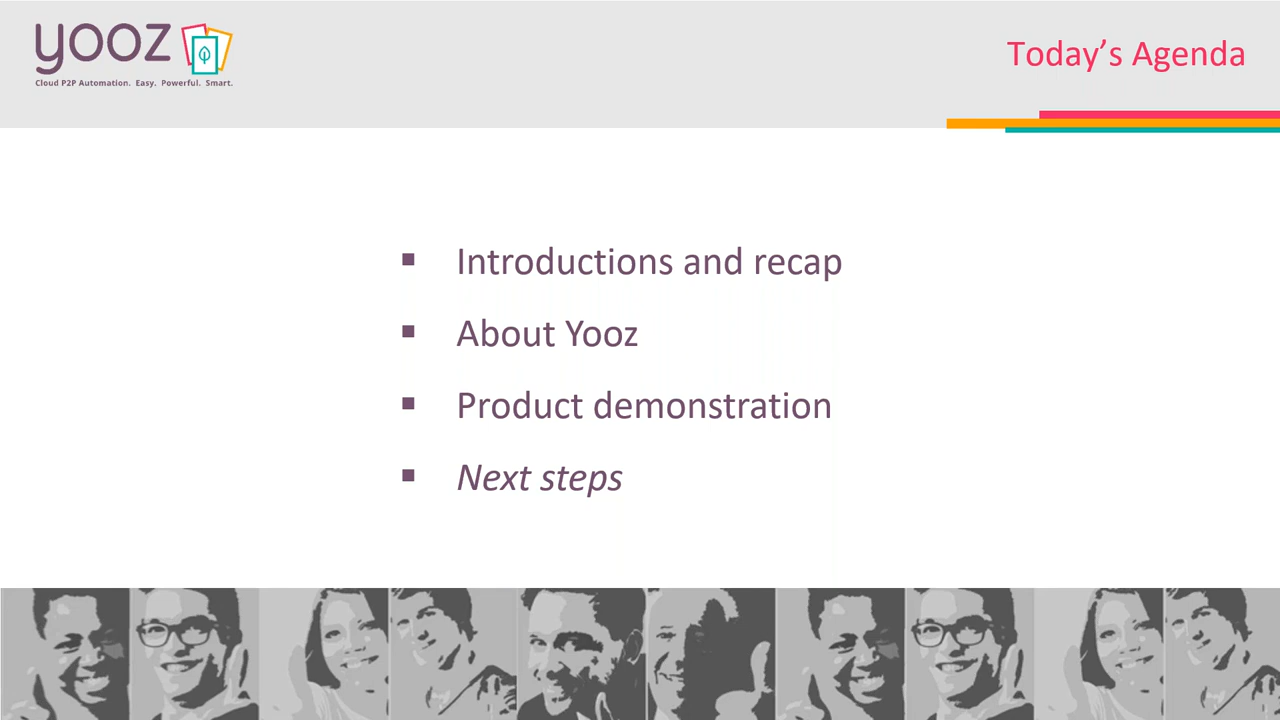 yooz
Cloud P2P Automation. Easy. Powerful. Smart.
Today’s Agenda
▪ Introductions and recap
▪ About Yooz
▪ Product demonstration
▪ Next steps